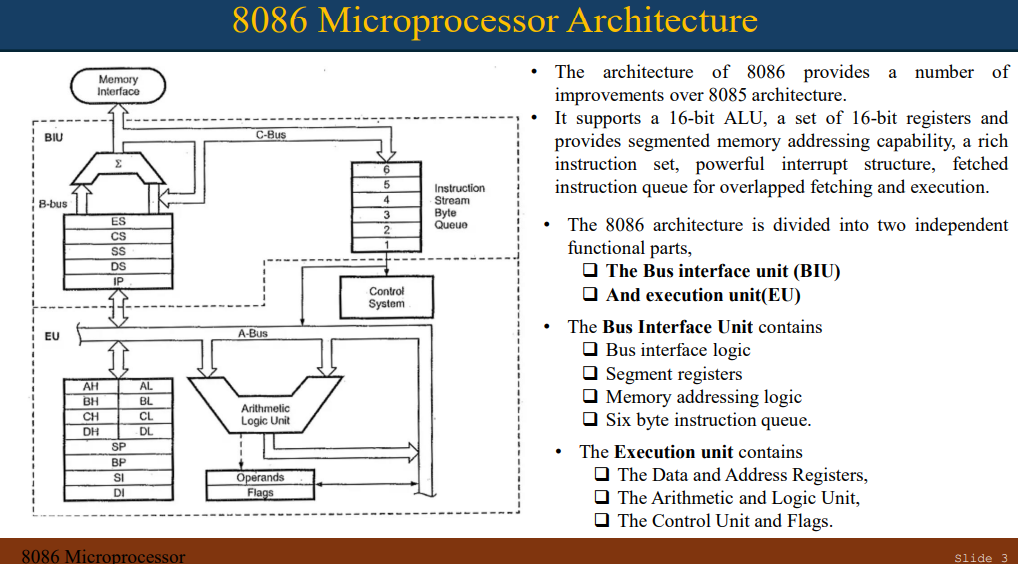 8086 Microprocessor Architecture
Memory
Interface
BIU
C-Bus
Σ
B-bus
ES
CS
SS
DS
IP
6
5
4
3
2
1
Instruction
Stream
Byte
Queue
Control
System
EU
A-Bus
AH AL
BH BL
CH CL
DH DL
SP
BP
SI
DI
Arithmetic
Logic Unit
Operands
Flags
• The architecture of 8086 provides a number of
improvements over 8085 architecture.
• It supports a 16-bit ALU, a set of 16-bit registers and
provides segmented memory addressing capability, a rich
instruction set, powerful interrupt structure, fetched
instruction queue for overlapped fetching and execution.
• The 8086 architecture is divided into two independent
functional parts,
❑ The Bus interface unit (BIU)
❑ And execution unit(EU)
• The Bus Interface Unit contains
❑ Bus interface logic
❑ Segment registers
❑ Memory addressing logic
❑ Six byte instruction queue.
• The Execution unit contains
❑ The Data and Address Registers,
❑ The Arithmetic and Logic Unit,
❑ The Control Unit and Flags.
8086 Microprocessor
Slide 3